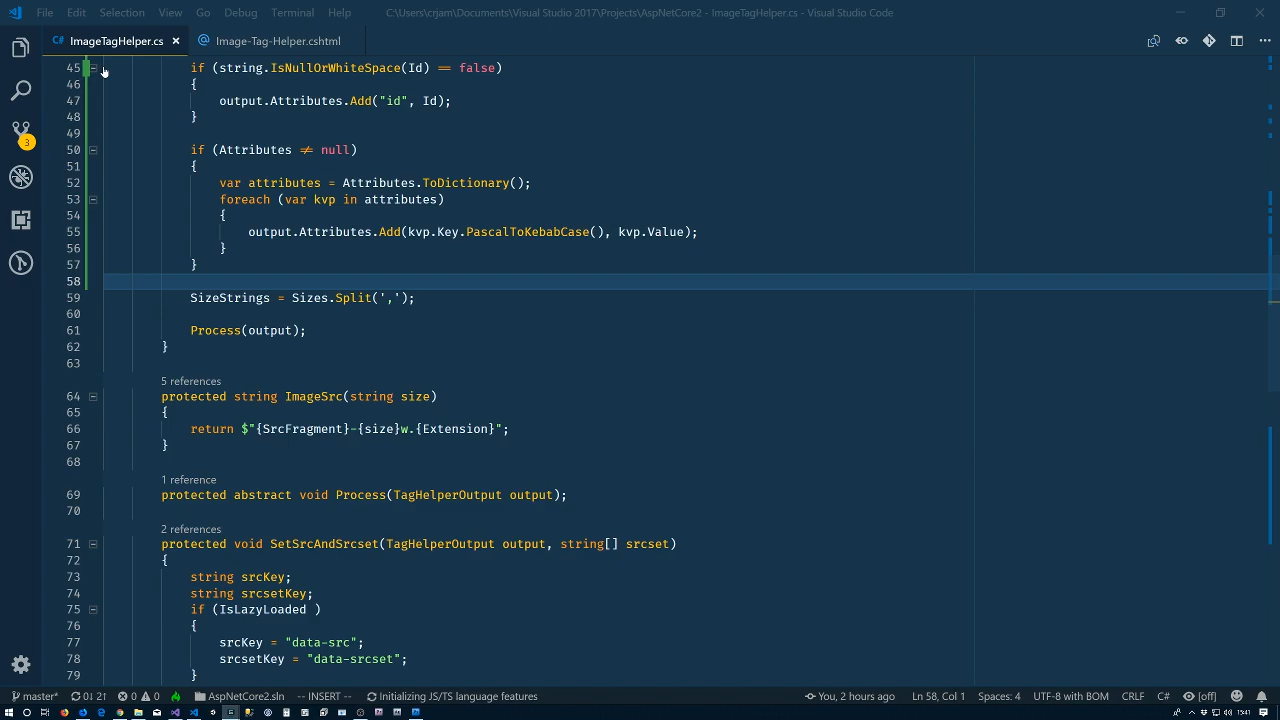 File Edit Selection View Go Debug Terminal Help C:\Users\crjam\Documents\Visual Studio 2017\Projects\AspNetCore2 - ImageTagHelper.cs - Visual Studio Code
C# ImageTagHelper.cs × @ Image-Tag-Helper.cshtml
45 if (string.IsNullOrWhiteSpace(Id) == false)
46 {
47 output.Attributes.Add("id", Id);
48 }
49
50 if (Attributes ≠ null)
51 {
52 var attributes = Attributes.ToDictionary();
53 foreach (var kvp in attributes)
54 {
55 output.Attributes.Add(kvp.Key.PascalToKebabCase(), kvp.Value);
56 }
57 }
58
59 SizeStrings = Sizes.Split(',');
60
61 Process(output);
62 }
63
5 references
64 protected string ImageSrc(string size)
65 {
66 return $"{SrcFragment}-{size}w.{Extension}";
67 }
68
1 reference
69 protected abstract void Process(TagHelperOutput output);
70
2 references
71 protected void SetSrcAndSrcset(TagHelperOutput output, string[] srcset)
72 {
73 string srcKey;
74 string srcsetKey;
75 if (IsLazyLoaded )
76 {
77 srcKey = "data-src";
78 srcsetKey = "data-srcset";
79 }
3
master* 0↓ 2↑ 0 0 AspNetCore2.sln -- INSERT -- Initializing JS/TS language features You, 2 hours ago Ln 58, Col 1 Spaces: 4 UTF-8 with BOM CRLF C# [off]
15:41